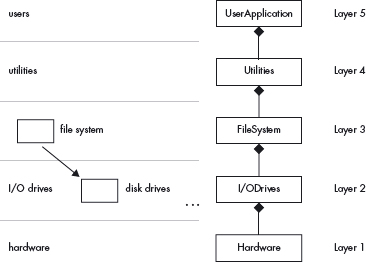 users UserApplication Layer 5
utilities Utilities Layer 4
file system FileSystem Layer 3
I/O drives disk drives ... I/ODrives Layer 2
hardware Hardware Layer 1